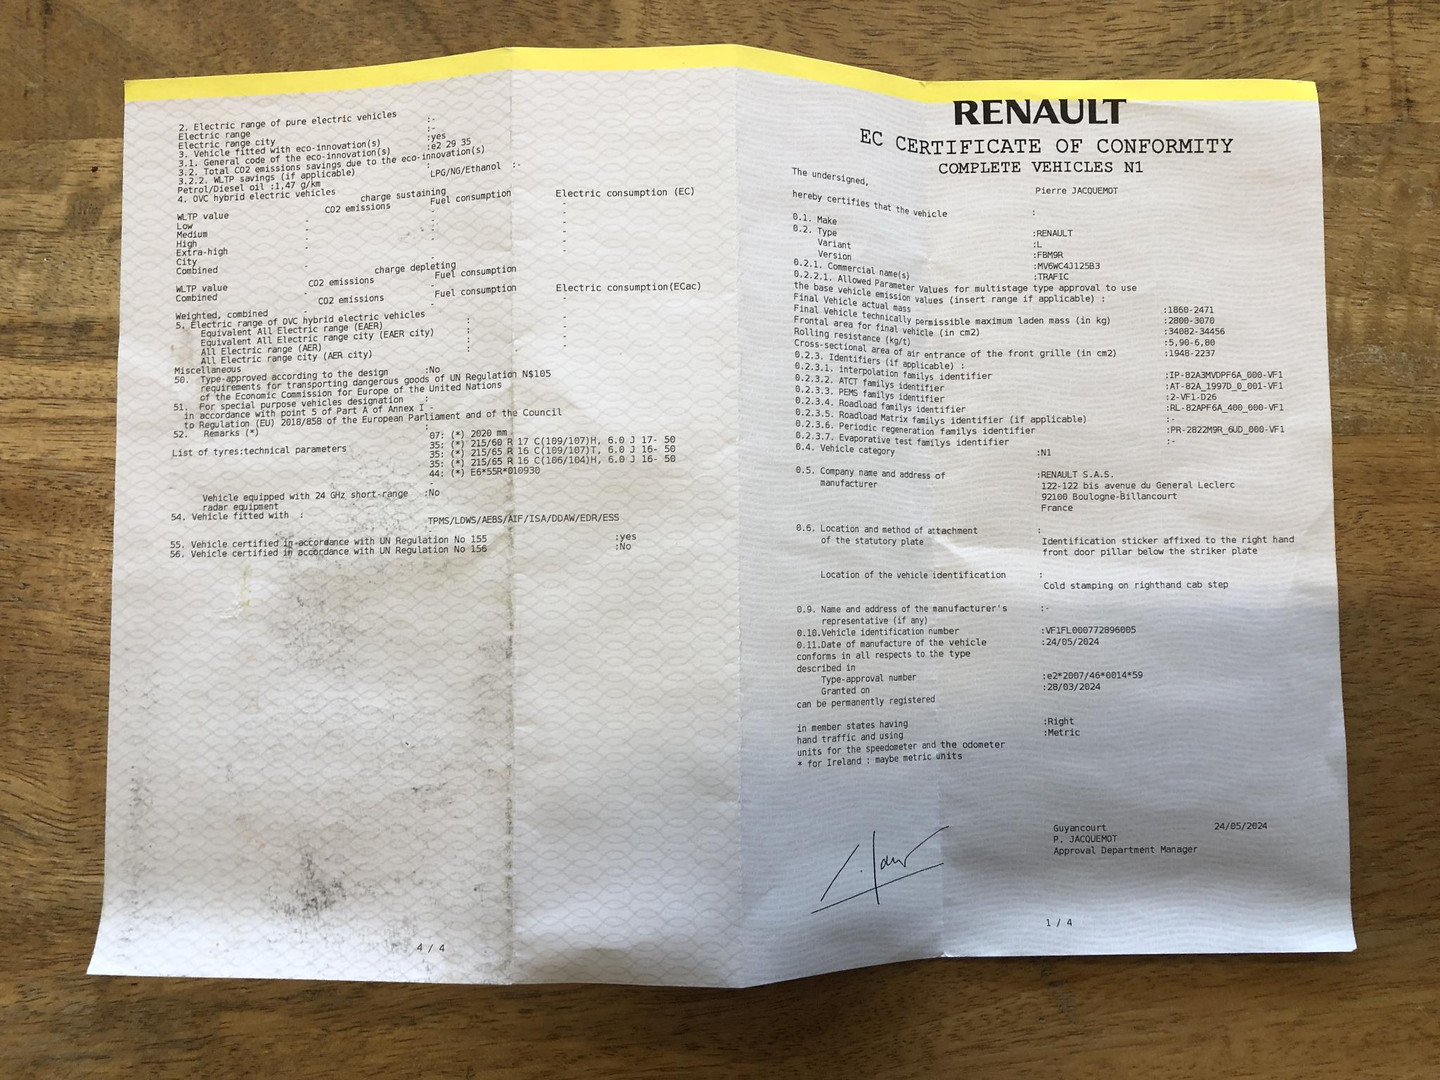 2. Electric range of pure electric vehicles :-
Electric range :-
Electric range city :yes
3. Vehicle fitted with eco-innovation(s) :e2 29 35
3.1. General code of the eco-innovation(s)
3.2. Total CO2 emissions savings due to the eco-innovation(s)
3.2.2. WLTP savings (if applicable) : LPG/NG/Ethanol :-
Petrol/Diesel oil :1,47 g/km
4. OVC hybrid electric vehicles
charge sustaining
WLTP value CO2 emissions Fuel consumption Electric consumption (EC)
Low - - -
Medium - - -
High - - -
Extra-high - - -
City - - -
Combined - - -
charge depleting
WLTP value CO2 emissions Fuel consumption Electric consumption(ECac)
Combined - - -
CO2 emissions Fuel consumption
Weighted, combined - -
5. Electric range of OVC hybrid electric vehicles
Equivalent All Electric range (EAER) : -
Equivalent All Electric range city (EAER city) : -
All Electric range (AER) : -
All Electric range city (AER city) : -
Miscellaneous
50. Type-approved according to the design :No
requirements for transporting dangerous goods of UN Regulation N$105
of the Economic Commission for Europe of the United Nations
51. For special purpose vehicles designation :
in accordance with point 5 of Part A of Annex I -
to Regulation (EU) 2018/858 of the European Parliament and of the Council
52. Remarks (*) :
07: (*) 2020 mm
List of tyres:technical parameters 35: (*) 215/60 R 17 C(109/107)H, 6.0 J 17- 50
35: (*) 215/65 R 16 C(109/107)T, 6.0 J 16- 50
35: (*) 215/65 R 16 C(106/104)H, 6.0 J 16- 50
44: (*) E6*55R*010930
-
Vehicle equipped with 24 GHz short-range :No
radar equipment
54. Vehicle fitted with :
TPMS/LDWS/AEBS/AIF/ISA/DDAW/EDR/ESS
-
55. Vehicle certified in accordance with UN Regulation No 155 :yes
56. Vehicle certified in accordance with UN Regulation No 156 :No
4 / 4
RENAULT
EC CERTIFICATE OF CONFORMITY
COMPLETE VEHICLES N1
The undersigned, Pierre JACQUEMOT
hereby certifies that the vehicle :
0.1. Make :RENAULT
0.2. Type :L
Variant :FBM9R
Version :MV6WC4J125B3
0.2.1. Commercial name(s) :TRAFIC
0.2.2.1. Allowed Parameter Values for multistage type approval to use
the base vehicle emission values (insert range if applicable) :
Final Vehicle actual mass :1860-2471
Final Vehicle technically permissible maximum laden mass (in kg) :2800-3070
Frontal area for final vehicle (in cm2) :34082-34456
Rolling resistance (kg/t) :5,90-6,80
Cross-sectional area of air entrance of the front grille (in cm2) :1948-2237
0.2.3. Identifiers (if applicable) :
0.2.3.1. interpolation familys identifier :IP-82A3MVDPF6A_000-VF1
0.2.3.2. ATCT familys identifier :AT-82A_1997D_0_001-VF1
0.2.3.3. PEMS familys identifier :2-VF1-D26
0.2.3.4. Roadload familys identifier :RL-82APF6A_400_000-VF1
0.2.3.5. Roadload Matrix familys identifier (if applicable) :-
0.2.3.6. Periodic regeneration familys identifier :PR-2822M9R_6UD_000-VF1
0.2.3.7. Evaporative test familys identifier :-
0.4. Vehicle category :N1
0.5. Company name and address of :RENAULT S.A.S.
manufacturer 122-122 bis avenue du General Leclerc
92100 Boulogne-Billancourt
France
0.6. Location and method of attachment :
of the statutory plate Identification sticker affixed to the right hand
front door pillar below the striker plate
Location of the vehicle identification :
Cold stamping on righthand cab step
0.9. Name and address of the manufacturer's :-
representative (if any)
0.10.Vehicle identification number :VF1FL000772896005
0.11.Date of manufacture of the vehicle :24/05/2024
conforms in all respects to the type
described in
Type-approval number :e2*2007/46*0014*59
Granted on :28/03/2024
can be permanently registered
in member states having :Right
hand traffic and using :Metric
units for the speedometer and the odometer
* for Ireland : maybe metric units
Guyancourt 24/05/2024
P. JACQUEMOT
Approval Department Manager
1 / 4